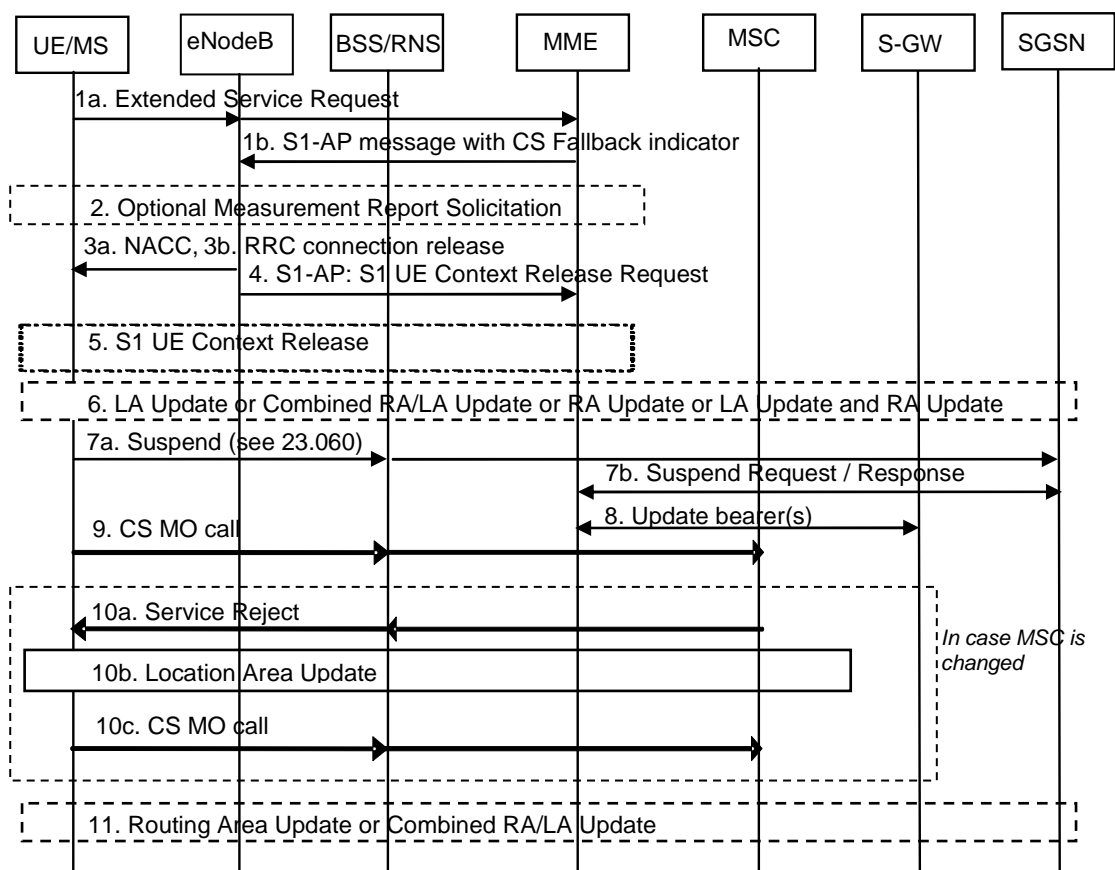 UE/MS
eNodeB
BSS/RNS
MME
MSC
S-GW
SGSN
1a. Extended Service Request
1b. S1-AP message with CS Fallback indicator
2. Optional Measurement Report Solicitation
3a. NACC, 3b. RRC connection release
4. S1-AP: S1 UE Context Release Request
5. S1 UE Context Release
6. LA Update or Combined RA/LA Update or RA Update or LA Update and RA Update
7a. Suspend (see 23.060)
7b. Suspend Request / Response
8. Update bearer(s)
9. CS MO call
10a. Service Reject
In case MSC is
changed
10b. Location Area Update
10c. CS MO call
11. Routing Area Update or Combined RA/LA Update